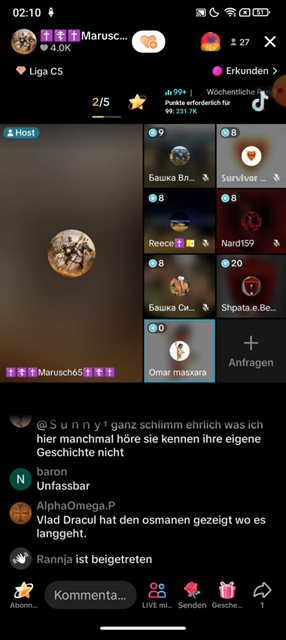 02:10
51
✝️☦️✝️Marusch...
4.0K
27
Liga C5
Erkunden >
2/5
99+
Wöchentliche
Punkte erforderlich für
99: 231.7K
Host
✝️☦️✝️Marusch65✝️☦️✝️
9
Башка Вл...
8
Survivor ...
8
Reece✝️
8
Nard159
8
Башка Си...
20
Shpata.e.Be...
0
Omar masxara
Anfragen
@S u n n y ganz schlimm ehrlich was ich
hier manchmal höre sie kennen ihre eigene
Geschichte nicht
N
baron
Unfassbar
AlphaOmega.P
Vlad Dracul hat den osmanen gezeigt wo es
langgeht.
Rannja ist beigetreten
Abonn...
Kommenta...
LIVE mi...
Senden
Gesche...
1